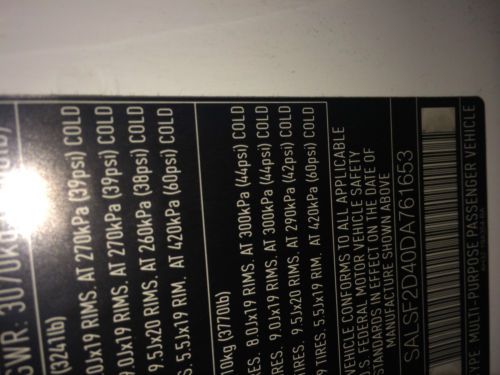 GWR: 3070kg
(3241lb)
0Jx19 RIMS. AT 270kPa (39psi) COLD
9.0Jx19 RIMS. AT 270kPa (39psi) COLD
9.5Jx20 RIMS. AT 260kPa (38psi) COLD
S. 5.5Jx19 RIM. AT 420kPa (60psi) COLD
10kg (3770lb)
RES. 8.0Jx19 RIMS. AT 300kPa (44psi) COLD
RES. 9.0Jx19 RIMS. AT 300kPa (44psi) COLD
RES. 9.5Jx20 RIMS. AT 290kPa (42psi) COLD
TIRES. 5.5Jx19 RIM. AT 420kPa (60psi) COLD
VEHICLE CONFORMS TO ALL APPLICABLE
U.S. FEDERAL MOTOR VEHICLE SAFETY
STANDARDS IN EFFECT ON THE DATE OF
MANUFACTURE SHOWN ABOVE
SALSF2D40DA761653
TYPE: MULTI-PURPOSE PASSENGER VEHICLE